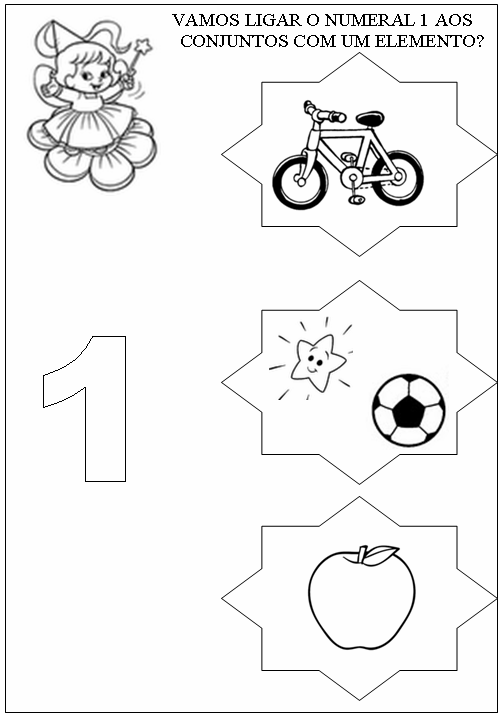 VAMOS LIGAR O NUMERAL 1 AOS
CONJUNTOS COM UM ELEMENTO?
1